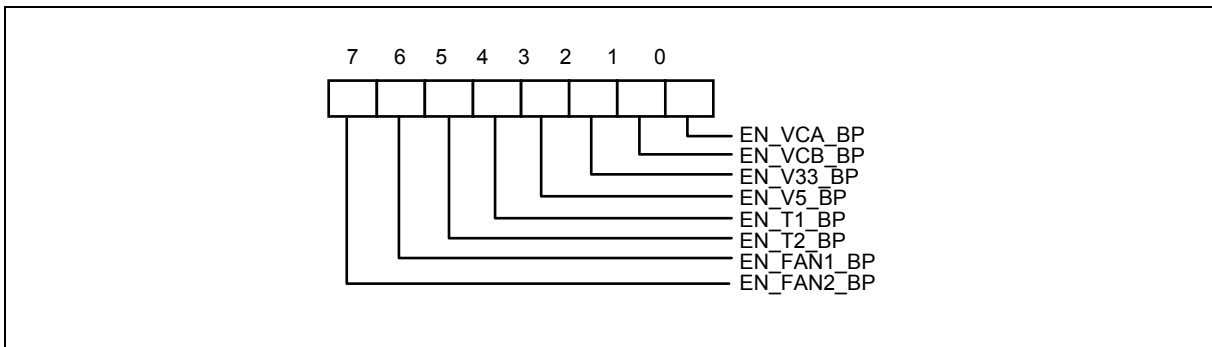 7 6 5 4 3 2 1 0
EN_VCA_BP
EN_VCB_BP
EN_V33_BP
EN_V5_BP
EN_T1_BP
EN_T2_BP
EN_FAN1_BP
EN_FAN2_BP